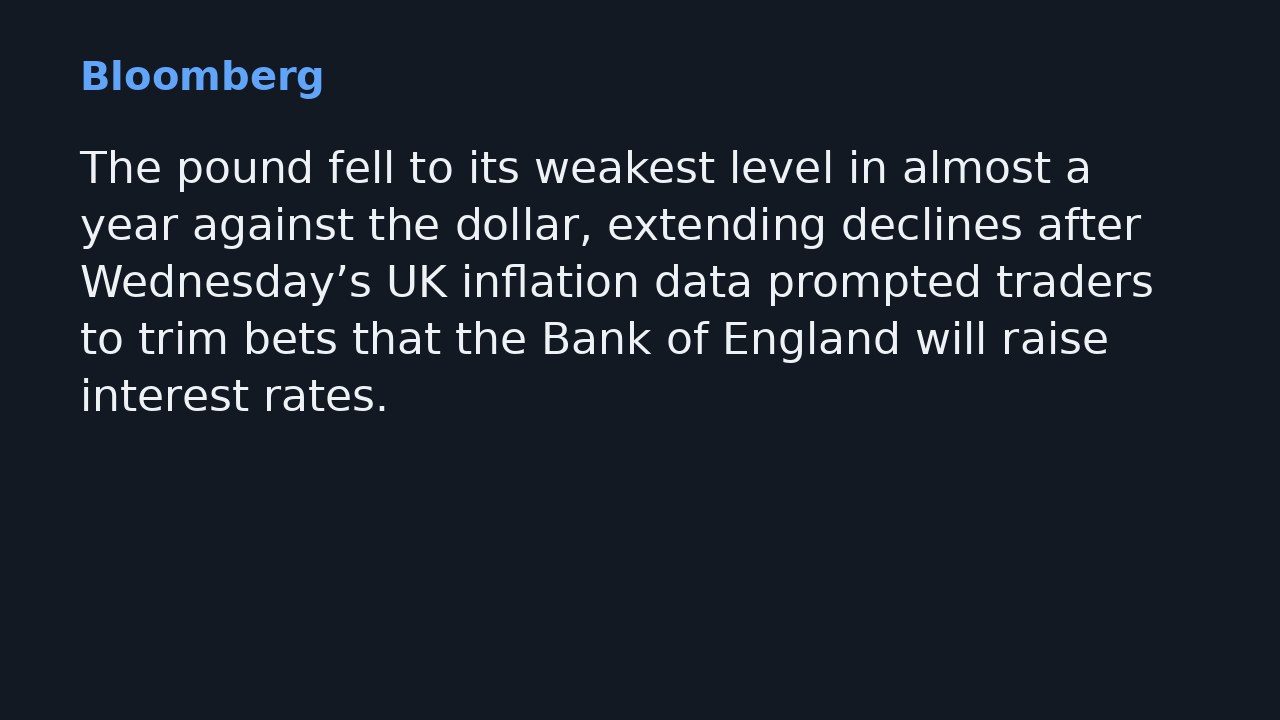 Bloomberg
The pound fell to its weakest level in almost a
year against the dollar, extending declines after
Wednesday’s UK inflation data prompted traders
to trim bets that the Bank of England will raise
interest rates.